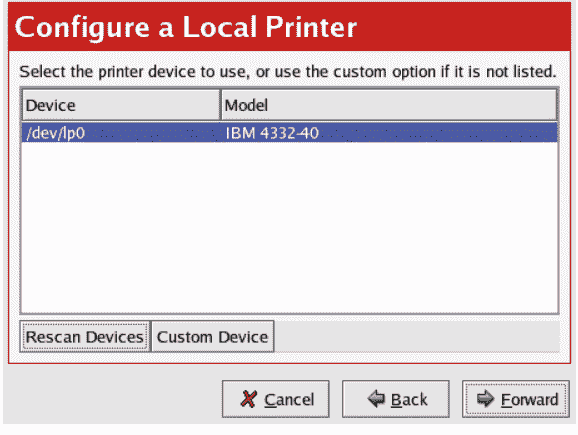 Configure a Local Printer
Select the printer device to use, or use the custom option if it is not listed.
Device Model
/dev/lp0 IBM 4332-40
Rescan Devices Custom Device
Cancel Back Forward